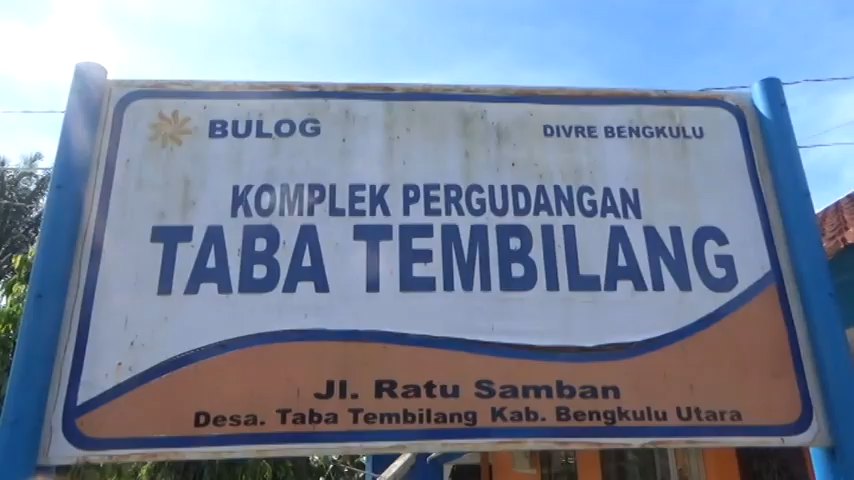 BULOG DIVRE BENGKULU
KOMPLEK PERGUDANGAN
TABA TEMBILANG
Jl. Ratu Samban
Desa. Taba Tembilang Kab. Bengkulu Utara